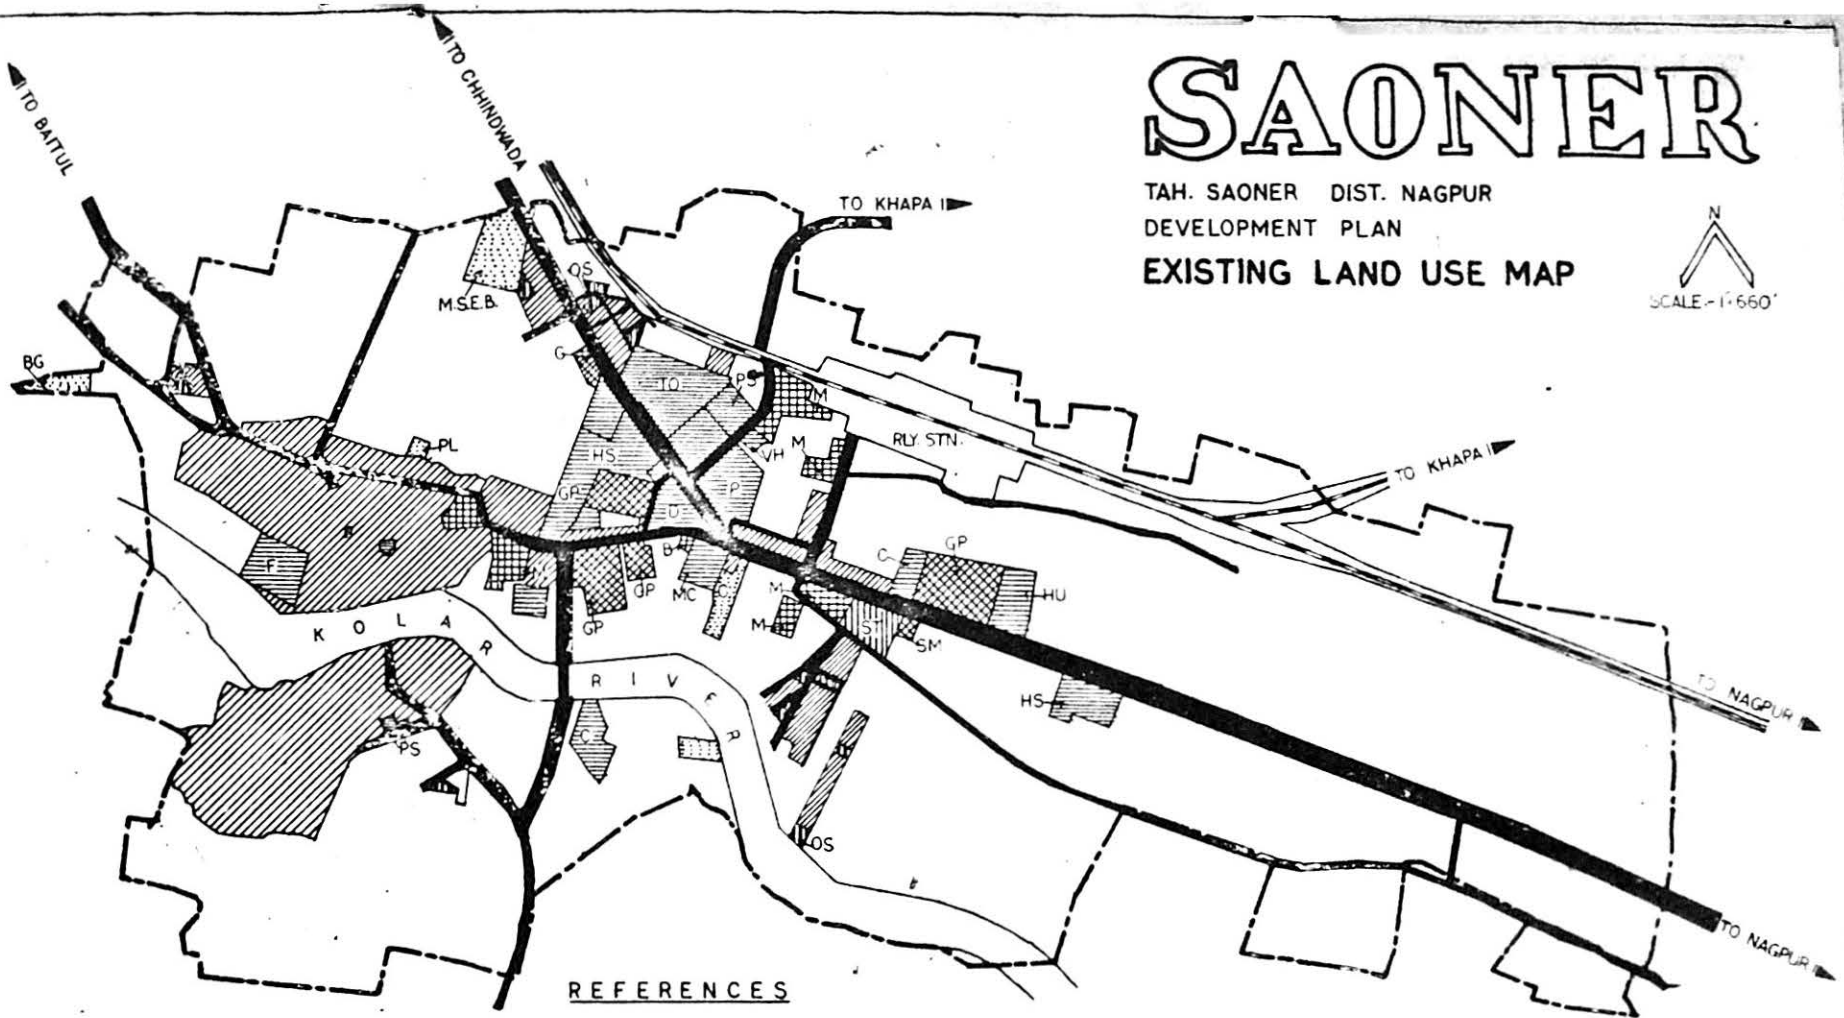 SAONER
TAH. SAONER DIST. NAGPUR
DEVELOPMENT PLAN
EXISTING LAND USE MAP
N
TO BAITUL
TO CHHINDWADA
TO KHAPA
M.S.E.B.
OS
G
BG
TO
PS
M
PL
HS
VH
M
RLY. STN.
TO KHAPA
GP
P
R
F
B
C
GP
GP
GP
MC
C
M
M
ST
SM
HU
HS
KOLAR
RIVER
PS
C
OS
TO NAGPUR
TO NAGPUR
REFERENCES